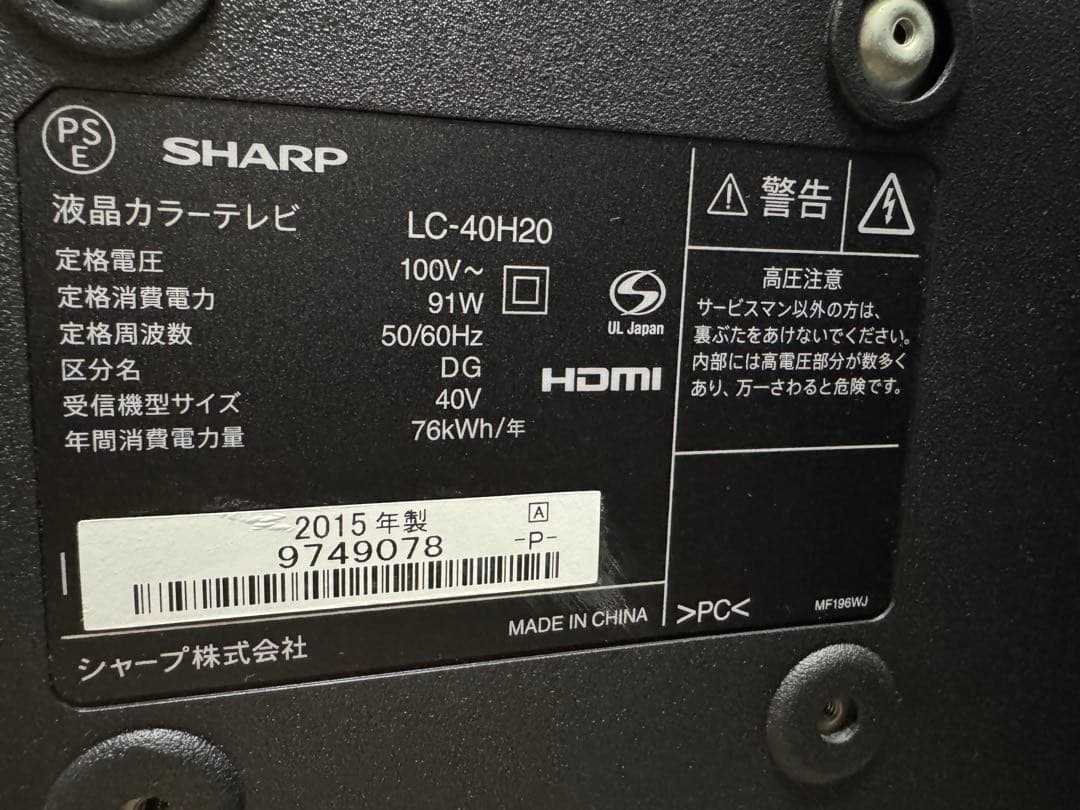 PS
E
SHARP
液晶カラーテレビ LC-40H20
定格電圧 100V~
定格消費電力 91W
定格周波数 50/60Hz
区分名 DG
受信機型サイズ 40V
年間消費電力量 76kWh/年
UL Japan
HDMI
警告
高圧注意
サービスマン以外の方は、
裏ぶたをあけないでください。
内部には高電圧部分が数多く
あり、万一さわると危険です。
2015年製 A
9749078 -P-
シャープ株式会社
MADE IN CHINA
>PC<
MF196WJ